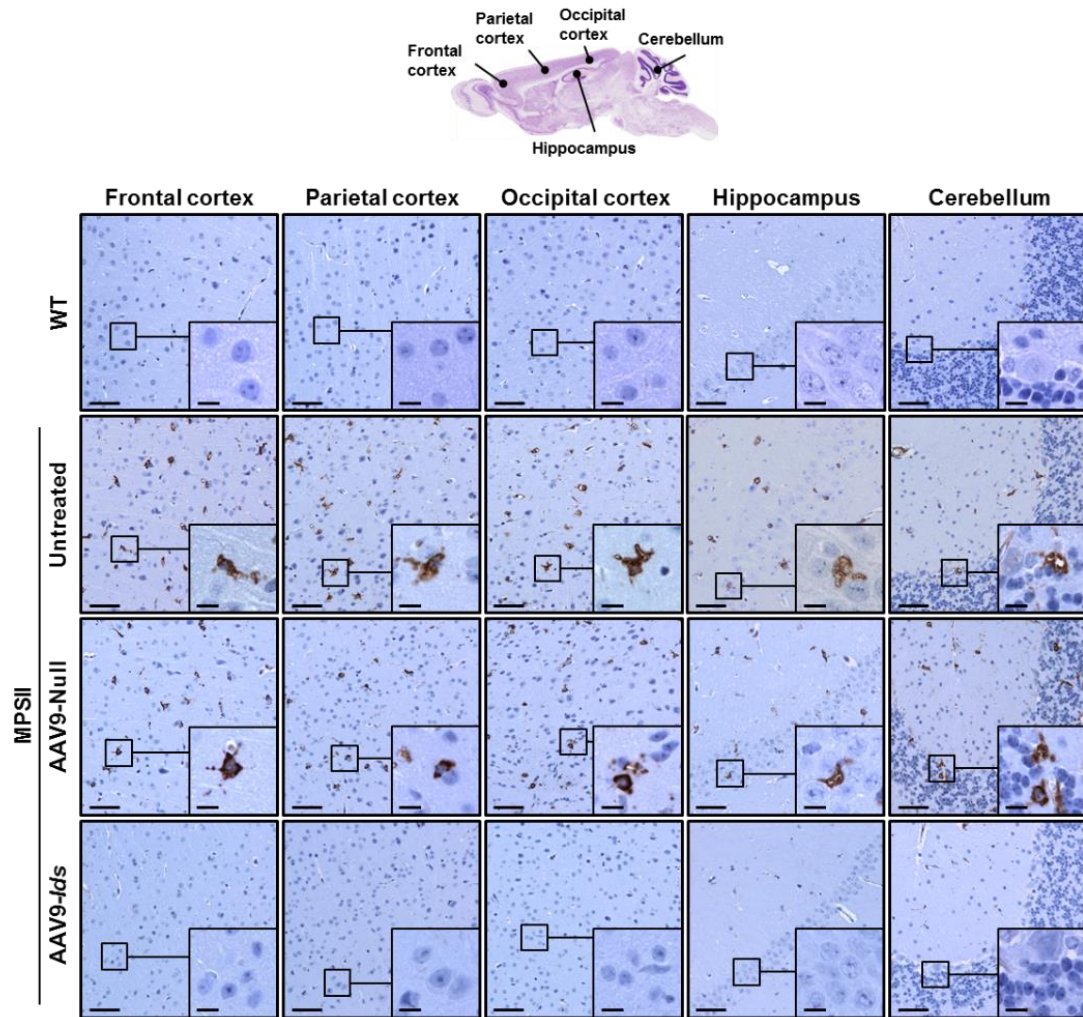 Frontal
cortex
Parietal
cortex
Occipital
cortex
Cerebellum
Hippocampus
Frontal cortex
Parietal cortex
Occipital cortex
Hippocampus
Cerebellum
WT
MPSII
Untreated
AAV9-Null
AAV9-Ids